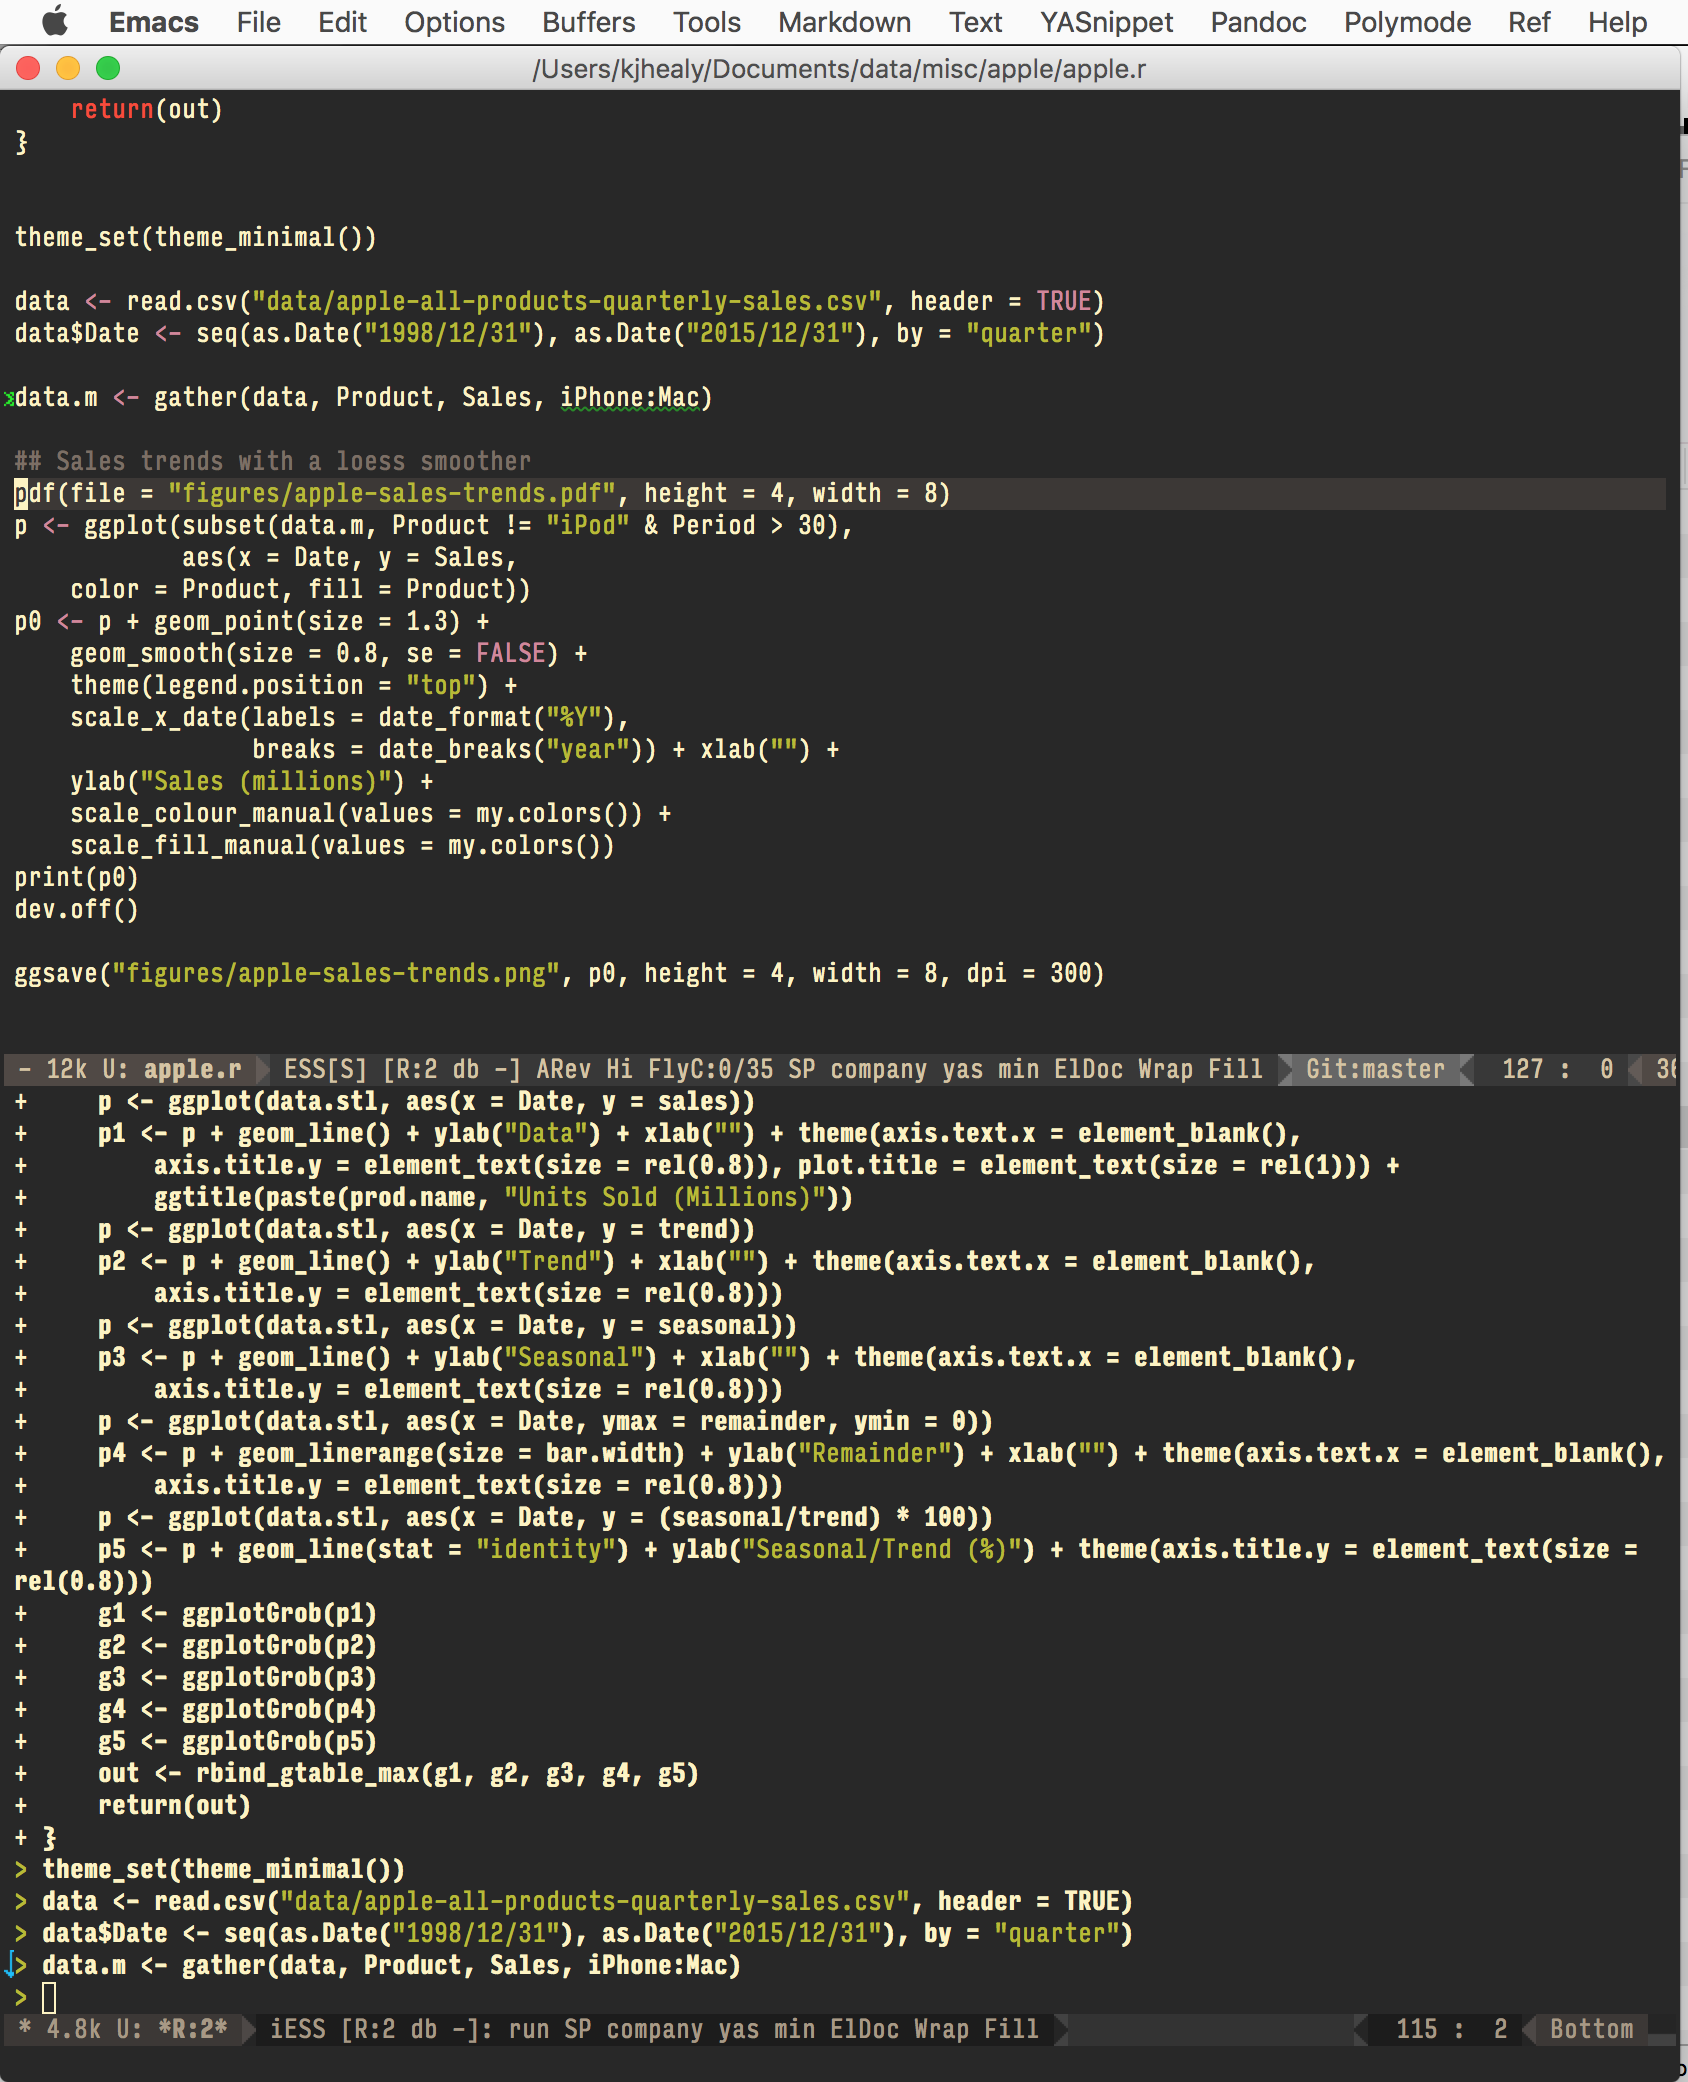 Emacs File Edit Options Buffers Tools Markdown Text YASnippet Pandoc Polymode Ref Help
/Users/kjhealy/Documents/data/misc/apple/apple.r
    return(out)
}
theme_set(theme_minimal())
data <- read.csv("data/apple-all-products-quarterly-sales.csv", header = TRUE)
data$Date <- seq(as.Date("1998/12/31"), as.Date("2015/12/31"), by = "quarter")
data.m <- gather(data, Product, Sales, iPhone:Mac)
## Sales trends with a loess smoother
pdf(file = "figures/apple-sales-trends.pdf", height = 4, width = 8)
p <- ggplot(subset(data.m, Product != "iPod" & Period > 30),
            aes(x = Date, y = Sales,
    color = Product, fill = Product))
p0 <- p + geom_point(size = 1.3) +
    geom_smooth(size = 0.8, se = FALSE) +
    theme(legend.position = "top") +
    scale_x_date(labels = date_format("%Y"),
                 breaks = date_breaks("year")) + xlab("") +
    ylab("Sales (millions)") +
    scale_colour_manual(values = my.colors()) +
    scale_fill_manual(values = my.colors())
print(p0)
dev.off()
ggsave("figures/apple-sales-trends.png", p0, height = 4, width = 8, dpi = 300)
- 12k U: apple.r ESS[S] [R:2 db -] ARev Hi FlyC:0/35 SP company yas min ElDoc Wrap Fill Git:master 127 : 0
+     p <- ggplot(data.stl, aes(x = Date, y = sales))
+     p1 <- p + geom_line() + ylab("Data") + xlab("") + theme(axis.text.x = element_blank(),
+         axis.title.y = element_text(size = rel(0.8)), plot.title = element_text(size = rel(1))) +
+         ggtitle(paste(prod.name, "Units Sold (Millions)"))
+     p <- ggplot(data.stl, aes(x = Date, y = trend))
+     p2 <- p + geom_line() + ylab("Trend") + xlab("") + theme(axis.text.x = element_blank(),
+         axis.title.y = element_text(size = rel(0.8)))
+     p <- ggplot(data.stl, aes(x = Date, y = seasonal))
+     p3 <- p + geom_line() + ylab("Seasonal") + xlab("") + theme(axis.text.x = element_blank(),
+         axis.title.y = element_text(size = rel(0.8)))
+     p <- ggplot(data.stl, aes(x = Date, ymax = remainder, ymin = 0))
+     p4 <- p + geom_linerange(size = bar.width) + ylab("Remainder") + xlab("") + theme(axis.text.x = element_blank(),
+         axis.title.y = element_text(size = rel(0.8)))
+     p <- ggplot(data.stl, aes(x = Date, y = (seasonal/trend) * 100))
+     p5 <- p + geom_line(stat = "identity") + ylab("Seasonal/Trend (%)") + theme(axis.title.y = element_text(size =
rel(0.8)))
+     g1 <- ggplotGrob(p1)
+     g2 <- ggplotGrob(p2)
+     g3 <- ggplotGrob(p3)
+     g4 <- ggplotGrob(p4)
+     g5 <- ggplotGrob(p5)
+     out <- rbind_gtable_max(g1, g2, g3, g4, g5)
+     return(out)
+ }
> theme_set(theme_minimal())
> data <- read.csv("data/apple-all-products-quarterly-sales.csv", header = TRUE)
> data$Date <- seq(as.Date("1998/12/31"), as.Date("2015/12/31"), by = "quarter")
> data.m <- gather(data, Product, Sales, iPhone:Mac)
>
* 4.8k U: *R:2* iESS [R:2 db -]: run SP company yas min ElDoc Wrap Fill 115 : 2 Bottom